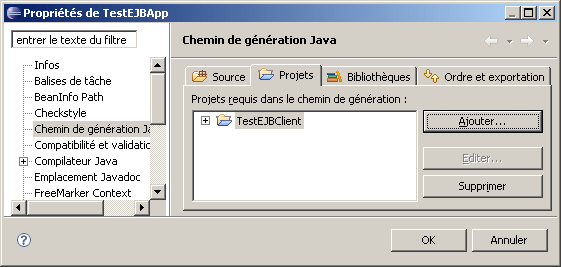 Propriétés de TestEJBApp
entrer le texte du filtre
Infos
Balises de tâche
BeanInfo Path
Checkstyle
Chemin de génération Ja
Compatibilité et validatio
Compilateur Java
Emplacement Javadoc
FreeMarker Context
Chemin de génération Java
Source
Projets
Bibliothèques
Ordre et exportation
Projets requis dans le chemin de génération :
TestEJBClient
Ajouter...
Editer...
Supprimer
?
OK
Annuler